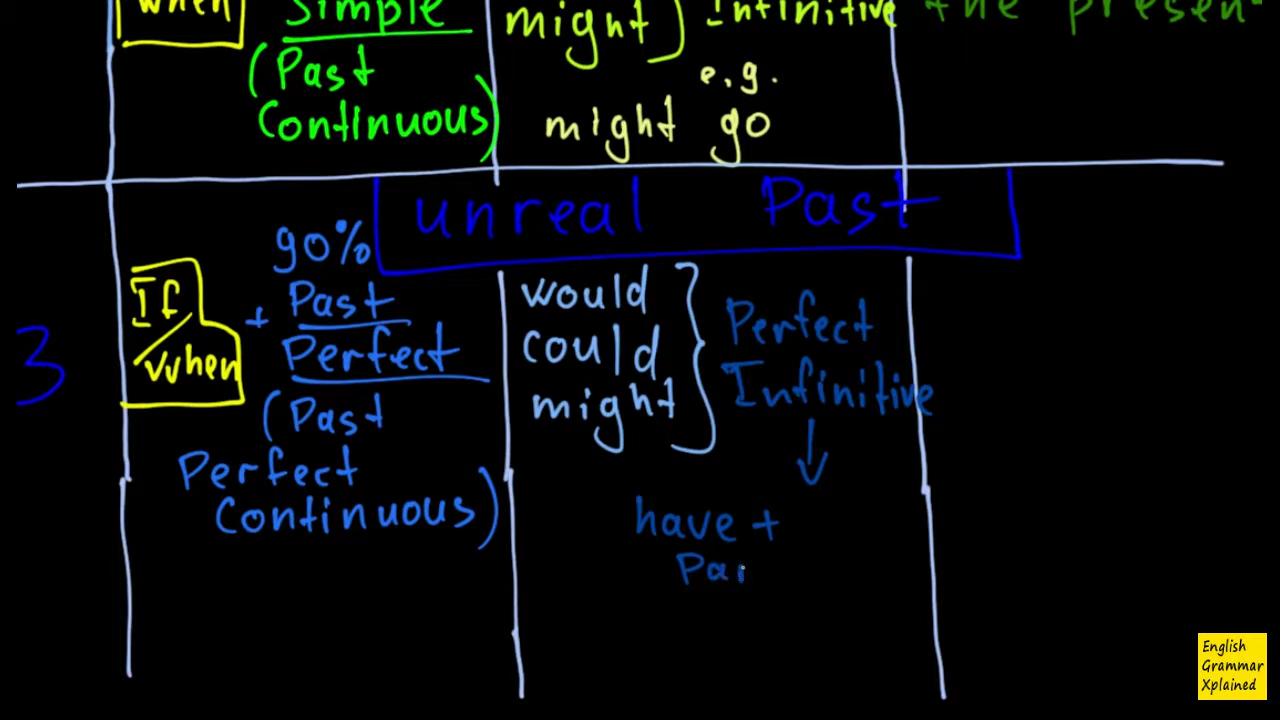 when
Simple
(Past
Continuous)
might } Infinitive
e.g.
might go
the presen
unreal Past
3
If/when
+
90%
Past
Perfect
(Past
Perfect
Continuous)
would
could
might
}
Perfect
Infinitive
↓
have +
Par
English
Grammar
Xplained